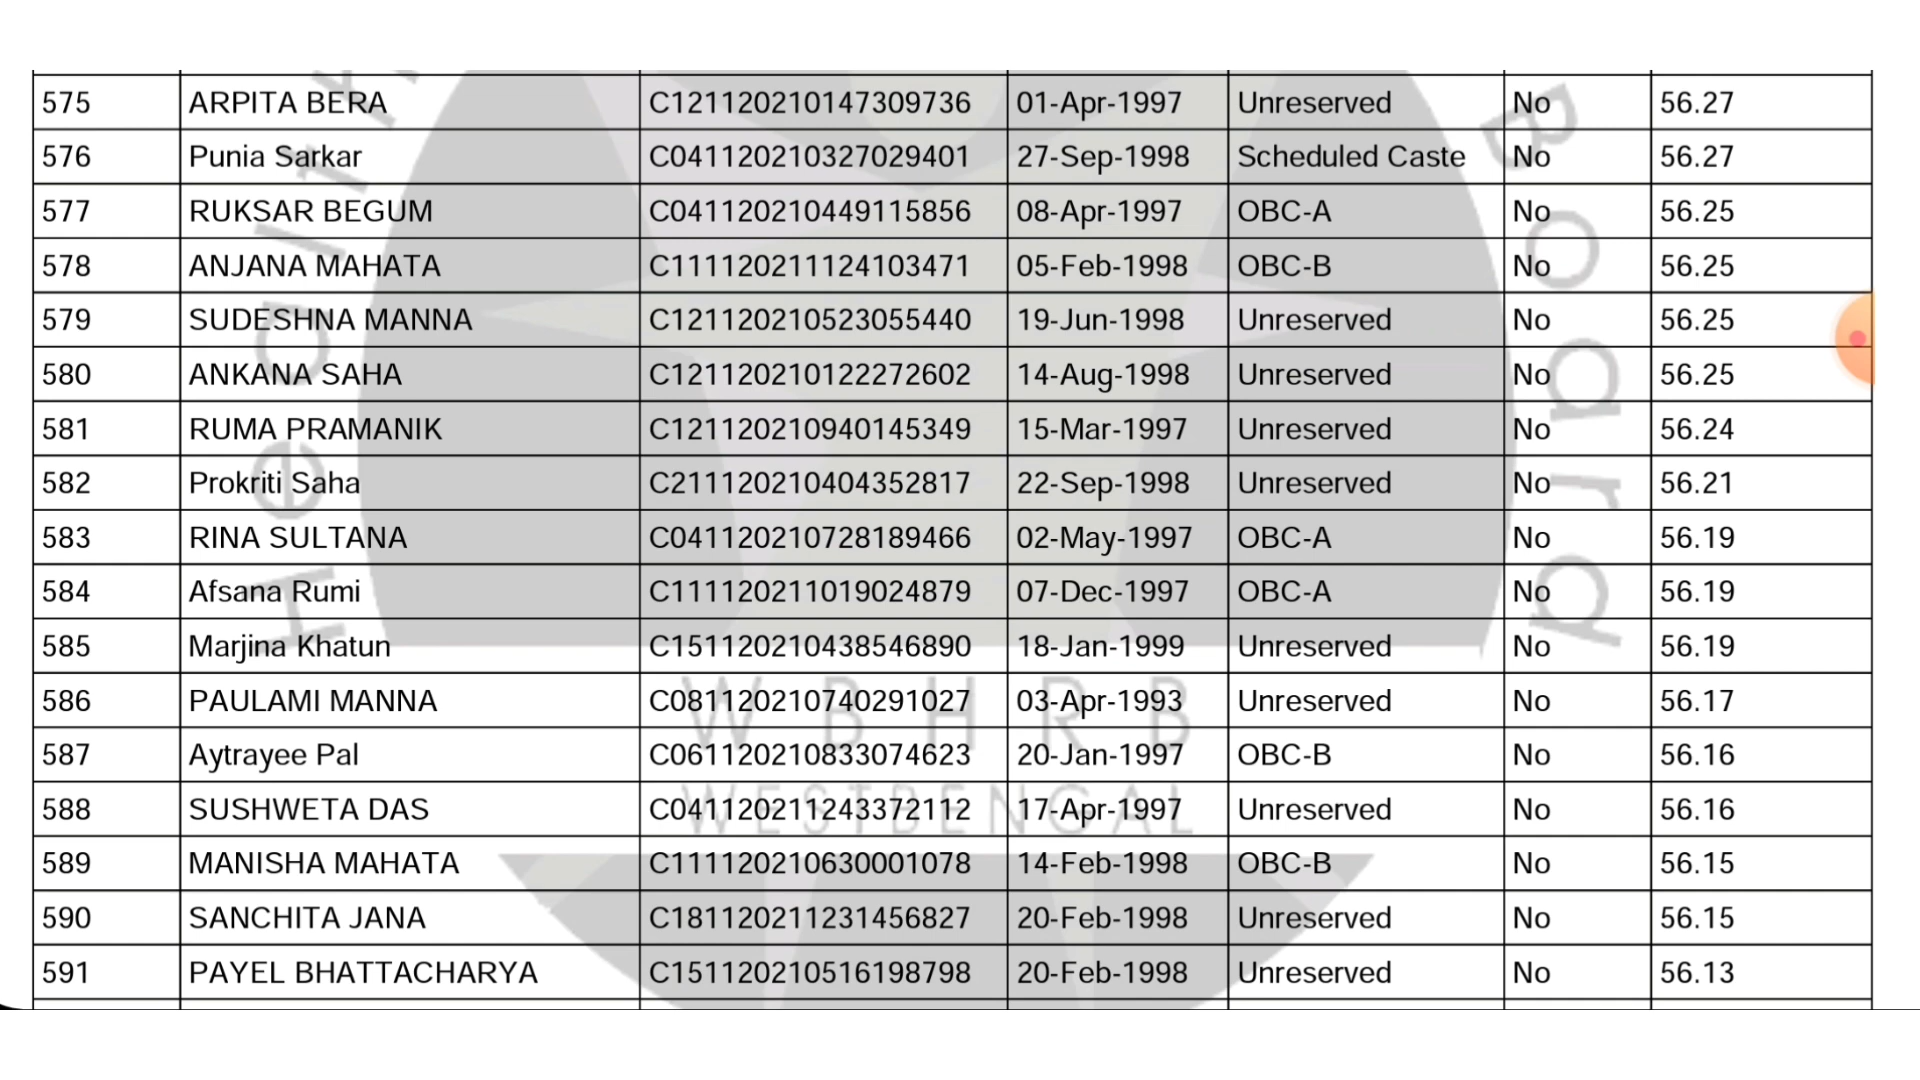 575 ARPITA BERA C121120210147309736 01-Apr-1997 Unreserved No 56.27
576 Punia Sarkar C041120210327029401 27-Sep-1998 Scheduled Caste No 56.27
577 RUKSAR BEGUM C041120210449115856 08-Apr-1997 OBC-A No 56.25
578 ANJANA MAHATA C111120211124103471 05-Feb-1998 OBC-B No 56.25
579 SUDESHNA MANNA C121120210523055440 19-Jun-1998 Unreserved No 56.25
580 ANKANA SAHA C121120210122272602 14-Aug-1998 Unreserved No 56.25
581 RUMA PRAMANIK C121120210940145349 15-Mar-1997 Unreserved No 56.24
582 Prokriti Saha C211120210404352817 22-Sep-1998 Unreserved No 56.21
583 RINA SULTANA C041120210728189466 02-May-1997 OBC-A No 56.19
584 Afsana Rumi C111120211019024879 07-Dec-1997 OBC-A No 56.19
585 Marjina Khatun C151120210438546890 18-Jan-1999 Unreserved No 56.19
586 PAULAMI MANNA C081120210740291027 03-Apr-1993 Unreserved No 56.17
587 Aytrayee Pal C061120210833074623 20-Jan-1997 OBC-B No 56.16
588 SUSHWETA DAS C041120211243372112 17-Apr-1997 Unreserved No 56.16
589 MANISHA MAHATA C111120210630001078 14-Feb-1998 OBC-B No 56.15
590 SANCHITA JANA C181120211231456827 20-Feb-1998 Unreserved No 56.15
591 PAYEL BHATTACHARYA C151120210516198798 20-Feb-1998 Unreserved No 56.13
Board
W B H R B
WESTBENGAL